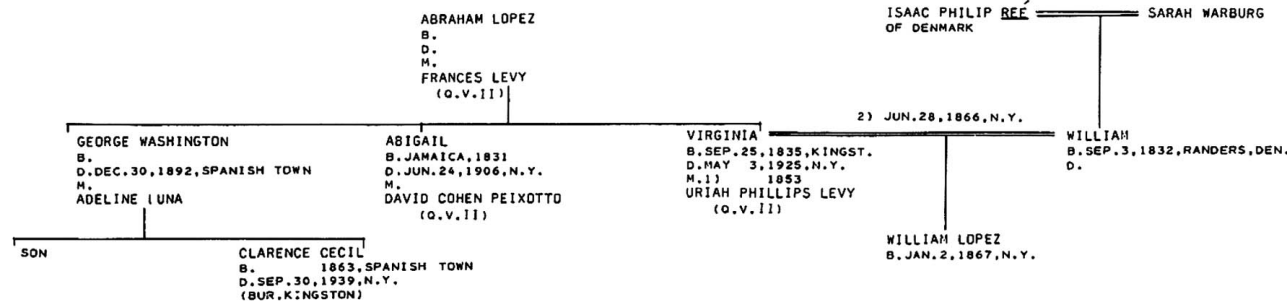 ABRAHAM LOPEZ
B.
D.
M.
FRANCES LEVY
(Q.V.II)
ISAAC PHILIP REÉ
OF DENMARK
SARAH WARBURG
GEORGE WASHINGTON
B.
D.DEC.30,1892,SPANISH TOWN
M.
ADELINE LUNA
ABIGAIL
B.JAMAICA,1831
D.JUN.24,1906,N.Y.
M.
DAVID COHEN PEIXOTTO
(Q.V.II)
VIRGINIA
B.SEP.25,1835,KINGST.
D.MAY 3,1925,N.Y.
M.1) 1853
URIAH PHILLIPS LEVY
(Q.V.II)
2) JUN.28,1866,N.Y.
WILLIAM
B.SEP.3,1832,RANDERS,DEN.
D.
SON
CLARENCE CECIL
B. 1863,SPANISH TOWN
D.SEP.30,1939,N.Y.
(BUR.KINGSTON)
WILLIAM LOPEZ
B.JAN.2,1867,N.Y.